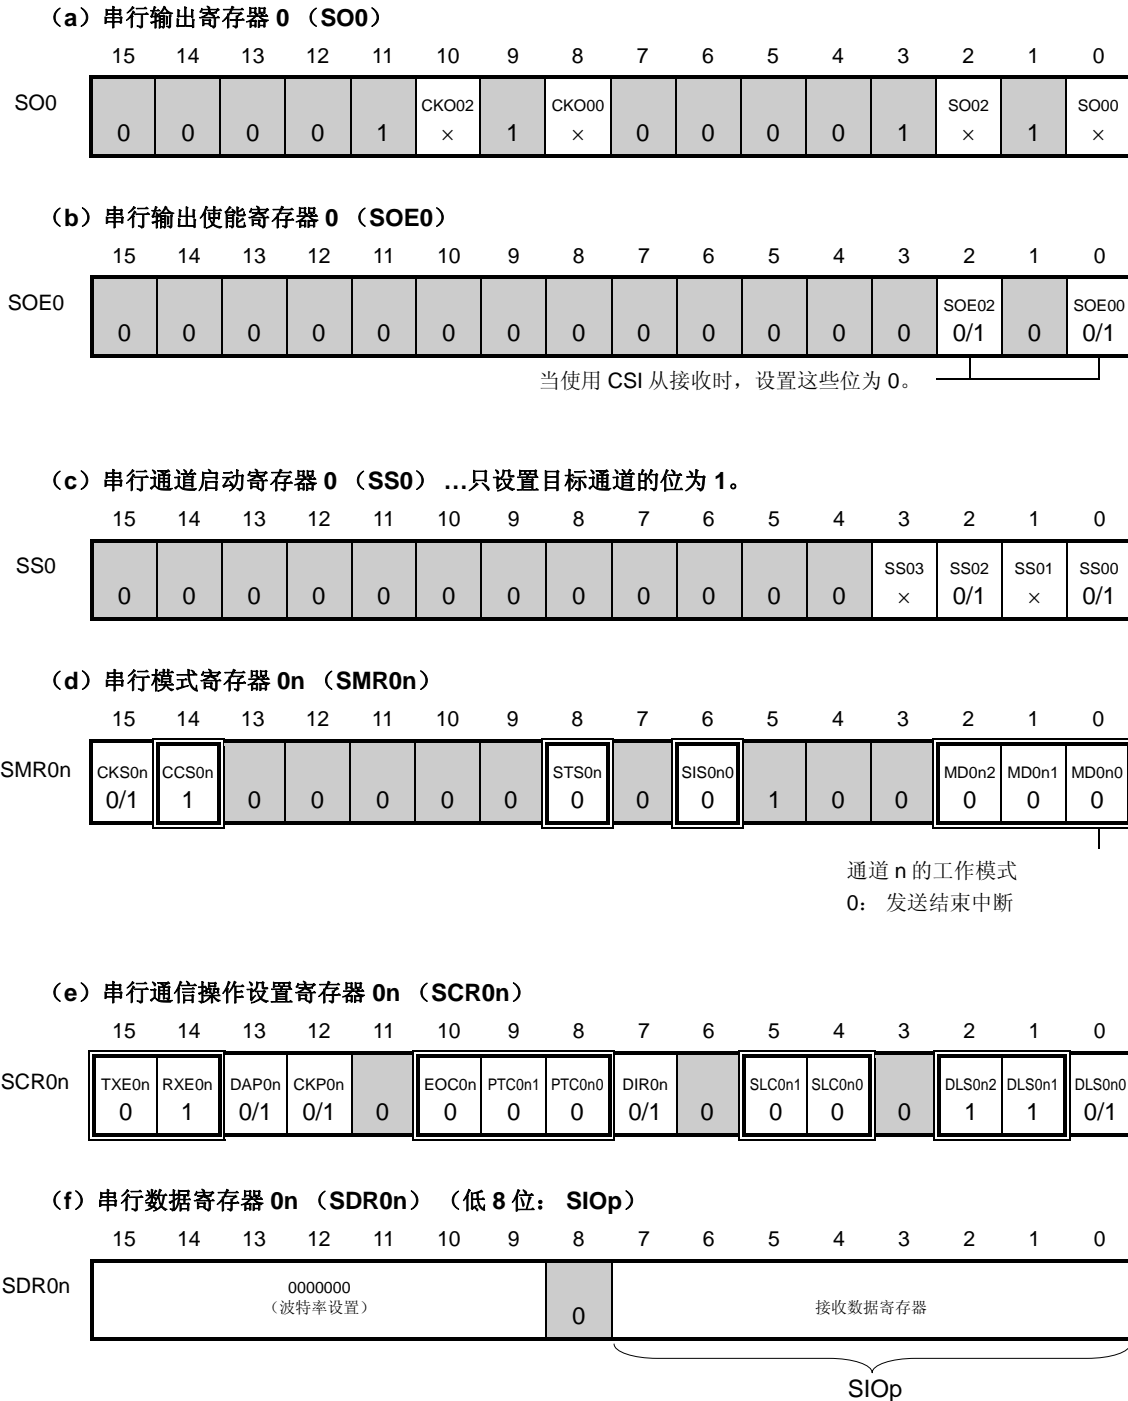 （a）串行输出寄存器 0 （SO0）
15 14 13 12 11 10 9 8 7 6 5 4 3 2 1 0
CKO02 CKO00 SO02 SO00
SO0 0 0 0 0 1 × 1 × 0 0 0 0 1 × 1 ×
（b）串行输出使能寄存器 0 （SOE0）
15 14 13 12 11 10 9 8 7 6 5 4 3 2 1 0
SOE02 SOE00
SOE0 0 0 0 0 0 0 0 0 0 0 0 0 0 0/1 0 0/1
当使用 CSI 从接收时，设置这些位为 0。
（c）串行通道启动寄存器 0 （SS0） …只设置目标通道的位为 1。
15 14 13 12 11 10 9 8 7 6 5 4 3 2 1 0
SS03 SS02 SS01 SS00
SS0 0 0 0 0 0 0 0 0 0 0 0 0 × 0/1 × 0/1
（d）串行模式寄存器 0n （SMR0n）
15 14 13 12 11 10 9 8 7 6 5 4 3 2 1 0
CKS0n CCS0n STS0n SIS0n0 MD0n2 MD0n1 MD0n0
SMR0n 0/1 1 0 0 0 0 0 0 0 0 1 0 0 0 0 0
通道 n 的工作模式
0： 发送结束中断
（e）串行通信操作设置寄存器 0n （SCR0n）
15 14 13 12 11 10 9 8 7 6 5 4 3 2 1 0
TXE0n RXE0n DAP0n CKP0n EOC0n PTC0n1 PTC0n0 DIR0n SLC0n1 SLC0n0 DLS0n2 DLS0n1 DLS0n0
SCR0n 0 1 0/1 0/1 0 0 0 0 0/1 0 0 0 0 1 1 0/1
（f）串行数据寄存器 0n （SDR0n） （低 8 位： SIOp）
15 14 13 12 11 10 9 8 7 6 5 4 3 2 1 0
SDR0n 0000000
（波特率设置） 0 接收数据寄存器
SIOp